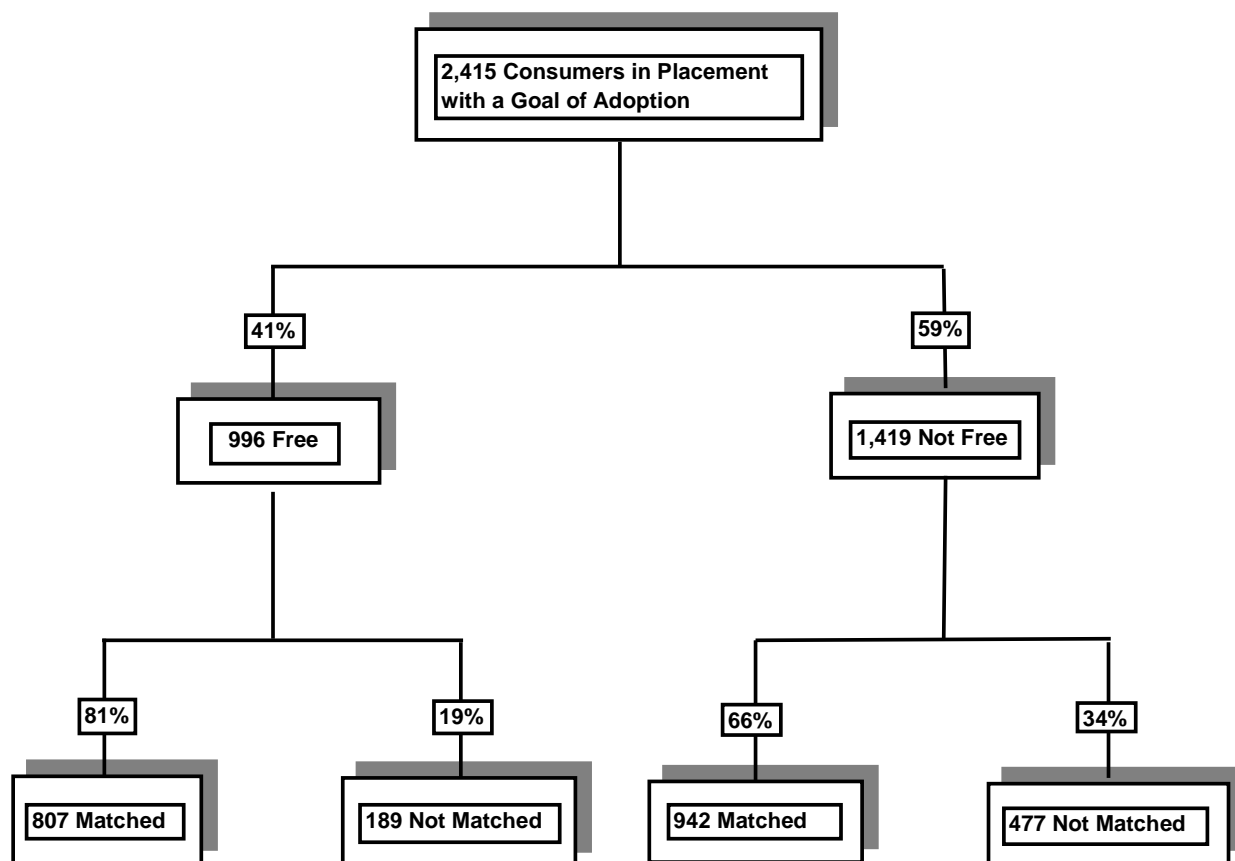 2,415 Consumers in Placement
with a Goal of Adoption
41%
59%
996 Free
1,419 Not Free
81%
19%
66%
34%
807 Matched
189 Not Matched
942 Matched
477 Not Matched